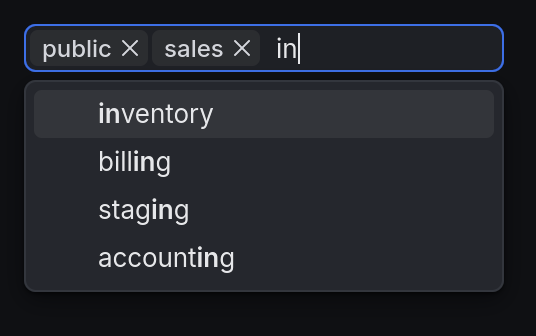 public sales in
inventory
billing
staging
accounting